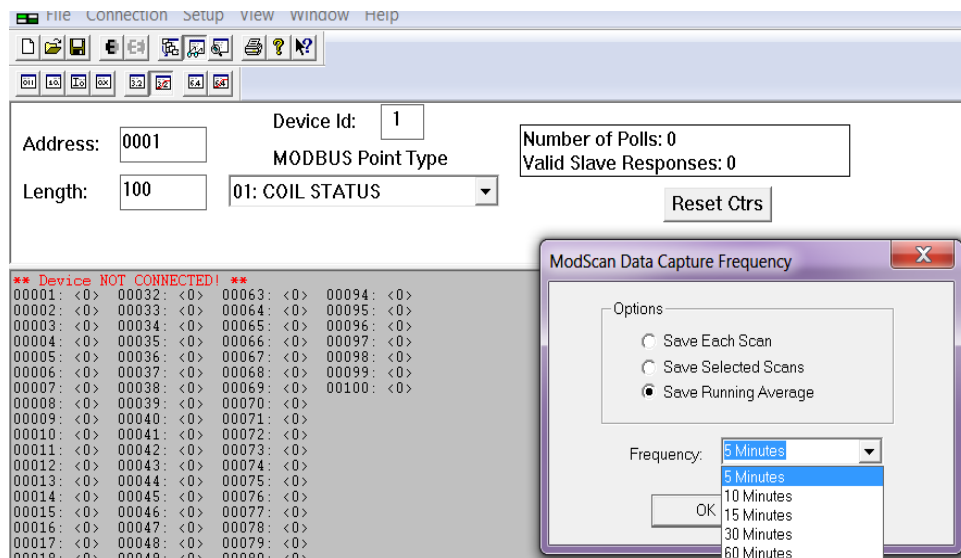 File Connection Setup View Window Help
Address: 0001
Device Id: 1
MODBUS Point Type
Length: 100
01: COIL STATUS
Number of Polls: 0
Valid Slave Responses: 0
Reset Ctrs
** Device NOT CONNECTED! **
00001: <0> 00032: <0> 00063: <0> 00094: <0>
00002: <0> 00033: <0> 00064: <0> 00095: <0>
00003: <0> 00034: <0> 00065: <0> 00096: <0>
00004: <0> 00035: <0> 00066: <0> 00097: <0>
00005: <0> 00036: <0> 00067: <0> 00098: <0>
00006: <0> 00037: <0> 00068: <0> 00099: <0>
00007: <0> 00038: <0> 00069: <0> 00100: <0>
00008: <0> 00039: <0> 00070: <0>
00009: <0> 00040: <0> 00071: <0>
00010: <0> 00041: <0> 00072: <0>
00011: <0> 00042: <0> 00073: <0>
00012: <0> 00043: <0> 00074: <0>
00013: <0> 00044: <0> 00075: <0>
00014: <0> 00045: <0> 00076: <0>
00015: <0> 00046: <0> 00077: <0>
00016: <0> 00047: <0> 00078: <0>
00017: <0> 00048: <0> 00079: <0>
00018: <0> 00049: <0> 00080: <0>
ModScan Data Capture Frequency
Options
Save Each Scan
Save Selected Scans
Save Running Average
Frequency: 5 Minutes
5 Minutes
10 Minutes
OK
15 Minutes
30 Minutes
60 Minutes